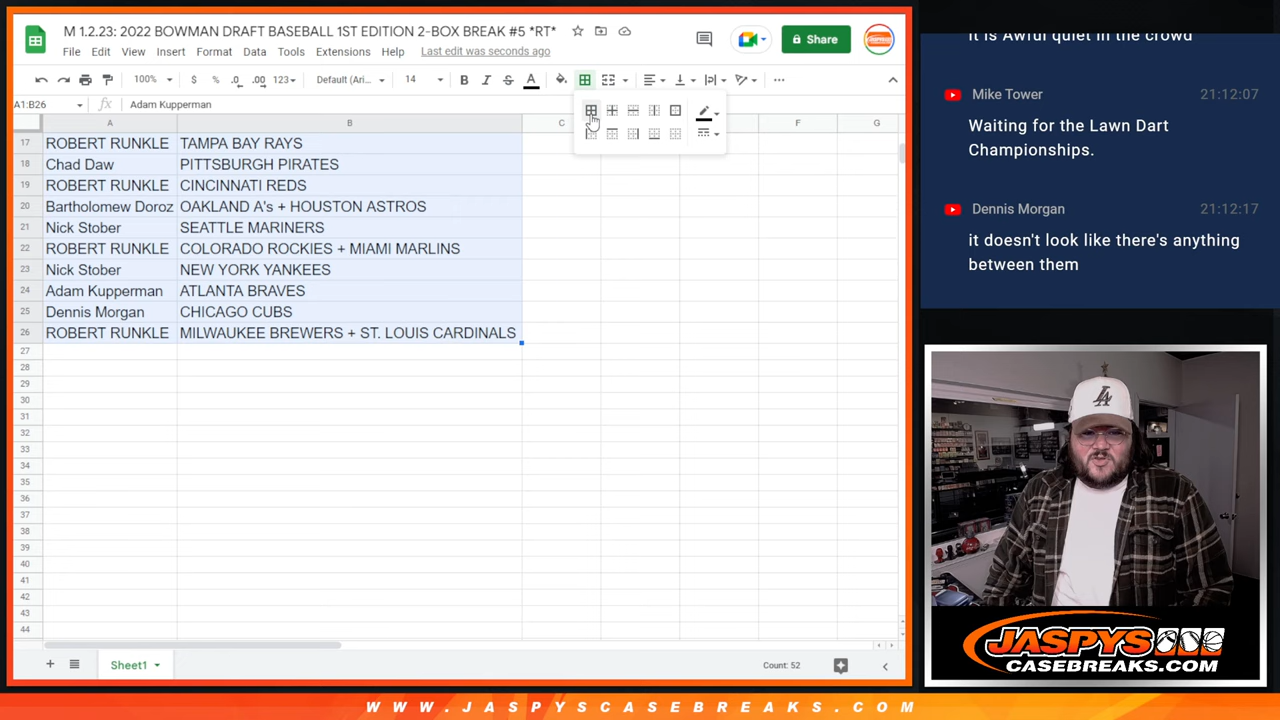 M 1.2.23: 2022 BOWMAN DRAFT BASEBALL 1ST EDITION 2-BOX BREAK #5 *RT*
File Edit View Insert Format Data Tools Extensions Help Last edit was seconds ago
Share
100% $ % .0 .00 123 Default (Ari... 14 B I S A
A1:B26 fx Adam Kupperman
A B C F G
17 ROBERT RUNKLE TAMPA BAY RAYS
18 Chad Daw PITTSBURGH PIRATES
19 ROBERT RUNKLE CINCINNATI REDS
20 Bartholomew Doroz OAKLAND A's + HOUSTON ASTROS
21 Nick Stober SEATTLE MARINERS
22 ROBERT RUNKLE COLORADO ROCKIES + MIAMI MARLINS
23 Nick Stober NEW YORK YANKEES
24 Adam Kupperman ATLANTA BRAVES
25 Dennis Morgan CHICAGO CUBS
26 ROBERT RUNKLE MILWAUKEE BREWERS + ST. LOUIS CARDINALS
27
28
29
30
31
32
33
34
35
36
37
38
39
40
41
42
43
44
Sheet1
Count: 52
it is Awful quiet in the crowd
Mike Tower 21:12:07
Waiting for the Lawn Dart
Championships.
Dennis Morgan 21:12:17
it doesn't look like there's anything
between them
LA
JASPYS
CASEBREAKS.COM
WWW.JASPYSCASEBREAKS.COM